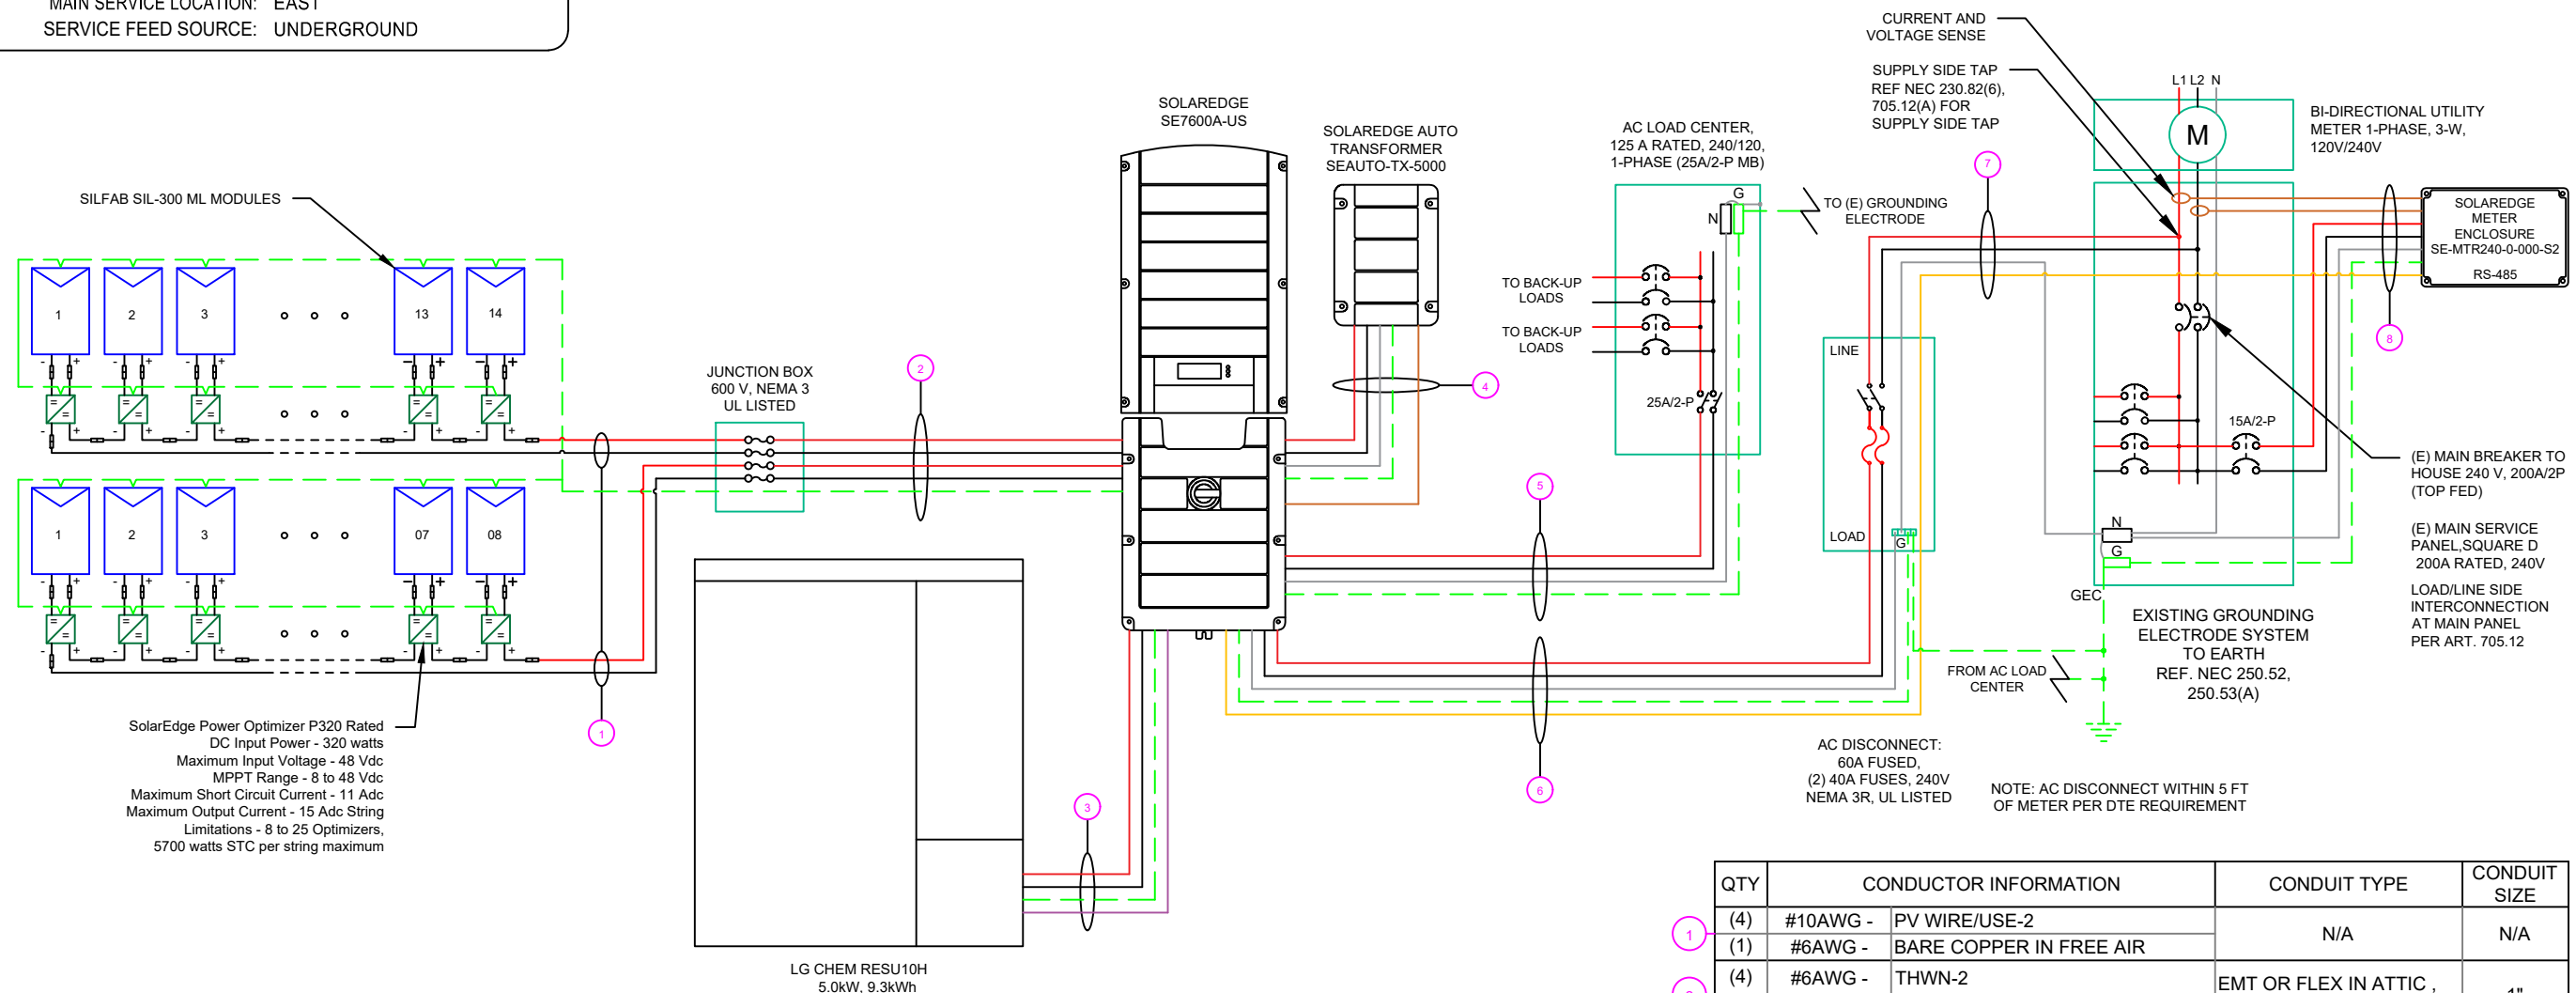 MAIN SERVICE LOCATION: EAST
SERVICE FEED SOURCE: UNDERGROUND
SILFAB SIL-300 ML MODULES
1
2
3
13
14
- + - + - + - + - +
= = = = =
- + - + - + - + - +
1
2
3
07
08
- + - + - + - + - +
= = = = =
- + - + - + - + - +
SolarEdge Power Optimizer P320 Rated
DC Input Power - 320 watts
Maximum Input Voltage - 48 Vdc
MPPT Range - 8 to 48 Vdc
Maximum Short Circuit Current - 11 Adc
Maximum Output Current - 15 Adc String
Limitations - 8 to 25 Optimizers,
5700 watts STC per string maximum
1
JUNCTION BOX
600 V, NEMA 3
UL LISTED
2
SOLAREDGE
SE7600A-US
SOLAREDGE AUTO
TRANSFORMER
SEAUTO-TX-5000
4
LG CHEM RESU10H
5.0kW, 9.3kWh
3
5
6
AC LOAD CENTER,
125 A RATED, 240/120,
1-PHASE (25A/2-P MB)
G
N
TO (E) GROUNDING
ELECTRODE
TO BACK-UP
LOADS
TO BACK-UP
LOADS
25A/2-P
LINE
LOAD
G
AC DISCONNECT:
60A FUSED,
(2) 40A FUSES, 240V
NEMA 3R, UL LISTED
7
CURRENT AND
VOLTAGE SENSE
SUPPLY SIDE TAP
REF NEC 230.82(6),
705.12(A) FOR
SUPPLY SIDE TAP
L1 L2 N
M
BI-DIRECTIONAL UTILITY
METER 1-PHASE, 3-W,
120V/240V
SOLAREDGE
METER
ENCLOSURE
SE-MTR240-0-000-S2
RS-485
8
15A/2-P
N
G
GEC
(E) MAIN BREAKER TO
HOUSE 240 V, 200A/2P
(TOP FED)
(E) MAIN SERVICE
PANEL,SQUARE D
200A RATED, 240V
LOAD/LINE SIDE
INTERCONNECTION
AT MAIN PANEL
PER ART. 705.12
EXISTING GROUNDING
ELECTRODE SYSTEM
TO EARTH
REF. NEC 250.52,
250.53(A)
FROM AC LOAD
CENTER
NOTE: AC DISCONNECT WITHIN 5 FT
OF METER PER DTE REQUIREMENT
QTY CONDUCTOR INFORMATION CONDUIT TYPE CONDUIT SIZE
1 (4) #10AWG - PV WIRE/USE-2 N/A N/A
(1) #6AWG - BARE COPPER IN FREE AIR
(4) #6AWG - THWN-2 EMT OR FLEX IN ATTIC , 1"